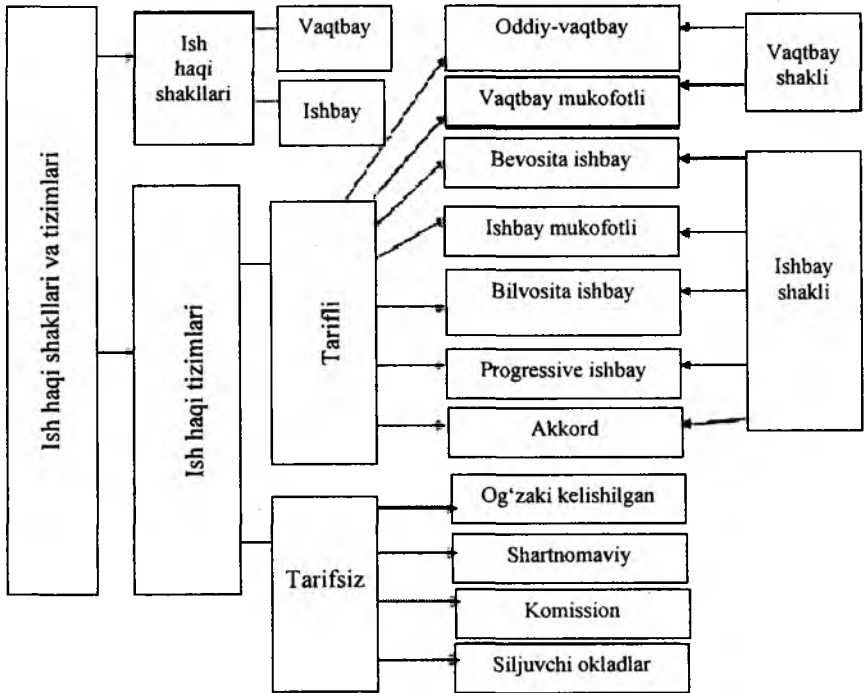 Ish haqi shakllari va tizimlari
Ish
haqi
shakllari
Vaqtbay
Ishbay
Ish haqi tizimlari
Tarifli
Oddiy-vaqtbay
Vaqtbay mukofotli
Bevosita ishbay
Ishbay mukofotli
Bilvosita ishbay
Progressive ishbay
Akkord
Vaqtbay
shakli
Ishbay
shakli
Tarifsiz
Og‘zaki kelishilgan
Shartnomaviy
Komission
Siljuvchi okladlar